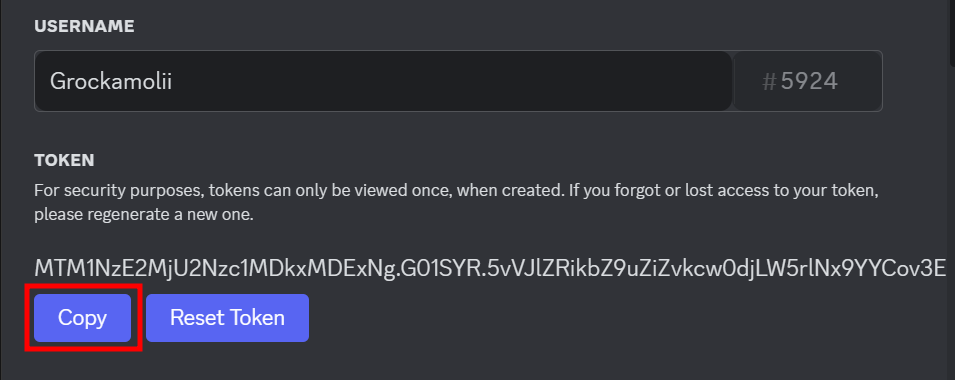 USERNAME
Grockamolii #5924
TOKEN
For security purposes, tokens can only be viewed once, when created. If you forgot or lost access to your token,
please regenerate a new one.
MTM1NzE2MjU2Nzc1MDkxMDExNg.G01SYR.5vVJlZRikbZ9uZiZvkcw0djLW5rlNx9YYCov3E
Copy Reset Token